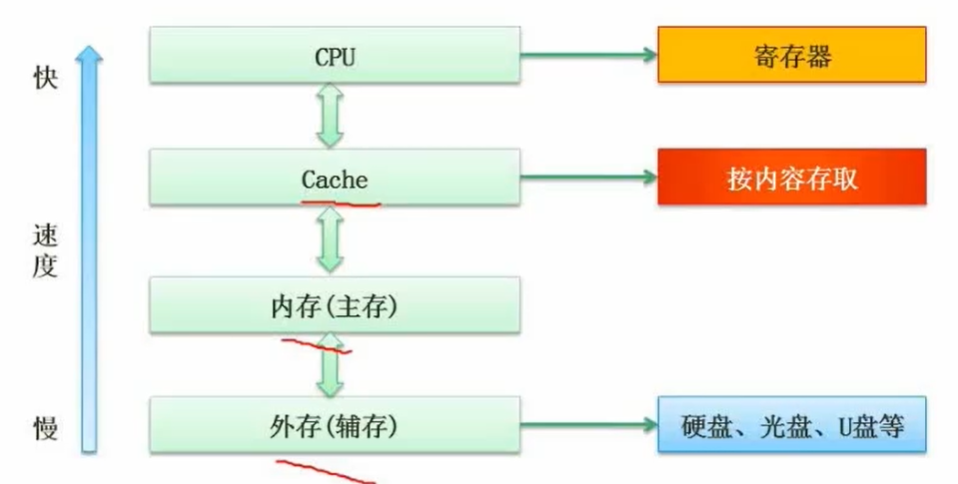 快
CPU
寄存器
Cache
按内容存取
速
度
内存(主存)
慢
外存(辅存)
硬盘、光盘、U盘等